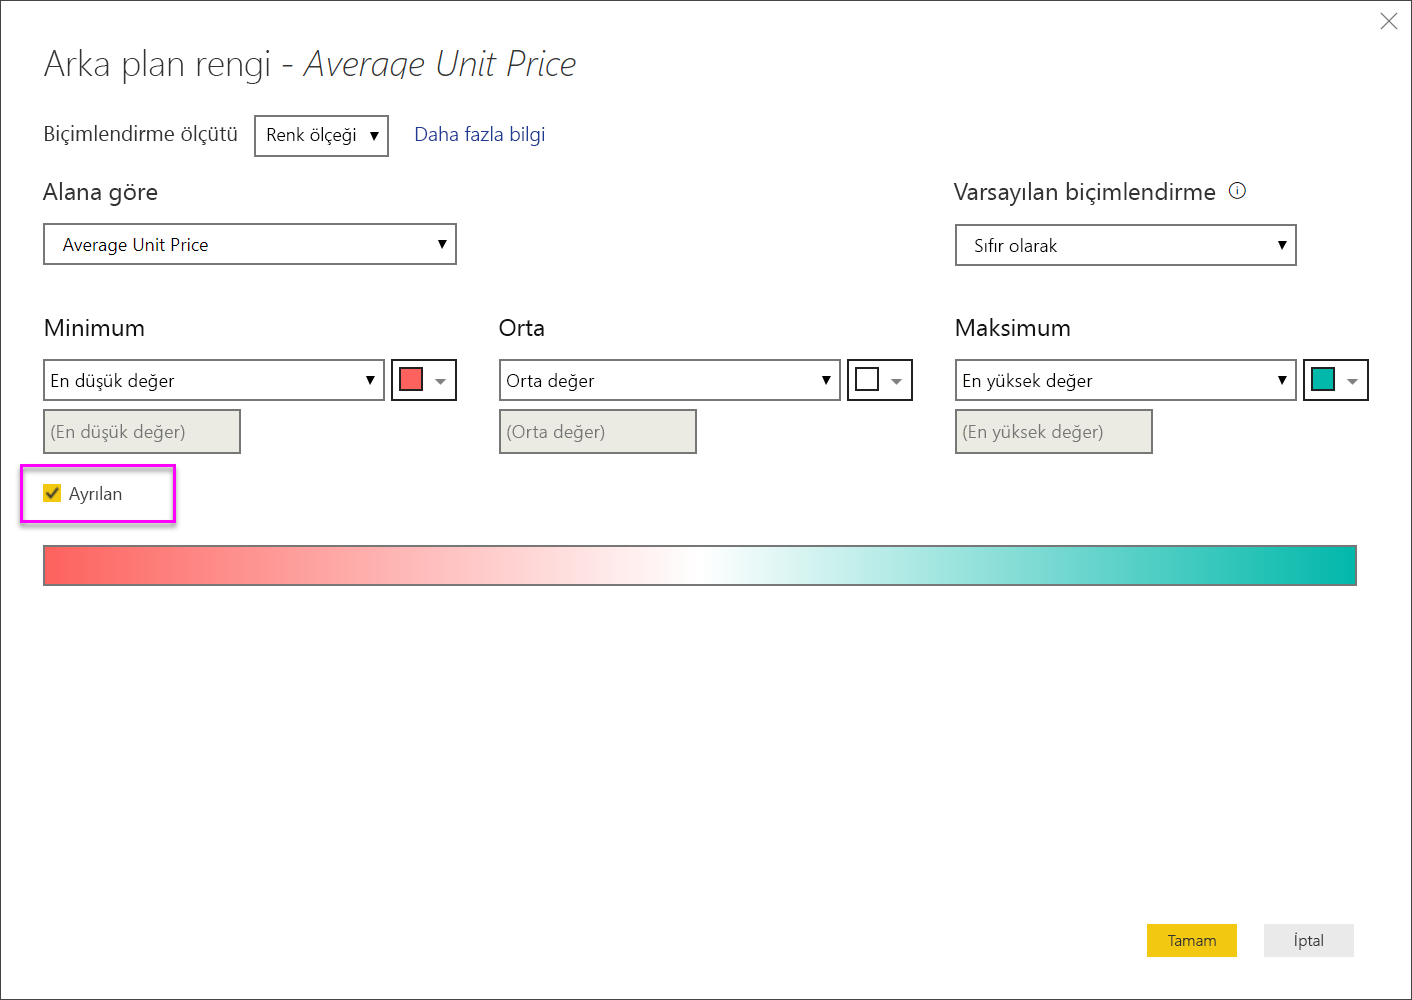 Arka plan rengi - Average Unit Price
Biçimlendirme ölçütü Renk ölçeği Daha fazla bilgi
Alana göre Varsayılan biçimlendirme
Average Unit Price Sıfır olarak
Minimum Orta Maksimum
En düşük değer Orta değer En yüksek değer
(En düşük değer) (Orta değer) (En yüksek değer)
Ayrılan
Tamam İptal